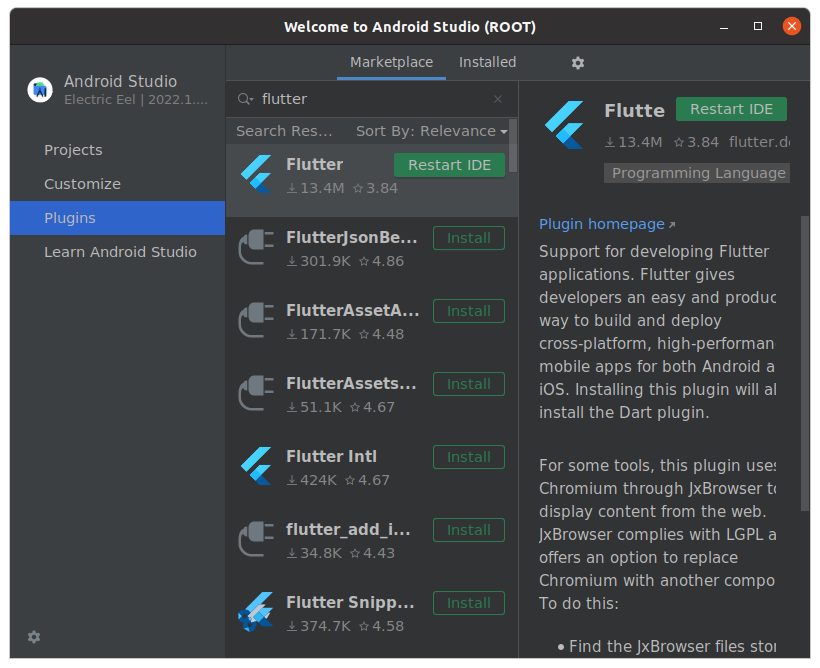 Welcome to Android Studio (ROOT)
Android Studio
Electric Eel | 2022.1....
Projects
Customize
Plugins
Learn Android Studio
Marketplace
Installed
flutter
Search Res...
Sort By: Relevance
Flutter
Restart IDE
13.4M 3.84
FlutterJsonBe...
Install
301.9K 4.86
FlutterAssetA...
Install
171.7K 4.48
FlutterAssets...
Install
51.1K 4.67
Flutter Intl
Install
424K 4.67
flutter_add_i...
Install
34.8K 4.43
Flutter Snipp...
Install
374.7K 4.58
Flutte
Restart IDE
13.4M 3.84 flutter.d
Programming Language
Plugin homepage
Support for developing Flutter
applications. Flutter gives
developers an easy and produc
way to build and deploy
cross-platform, high-performan
mobile apps for both Android a
iOS. Installing this plugin will al
install the Dart plugin.
For some tools, this plugin uses
Chromium through JxBrowser to
display content from the web.
JxBrowser complies with LGPL a
offers an option to replace
Chromium with another compo
To do this:
• Find the JxBrowser files stor